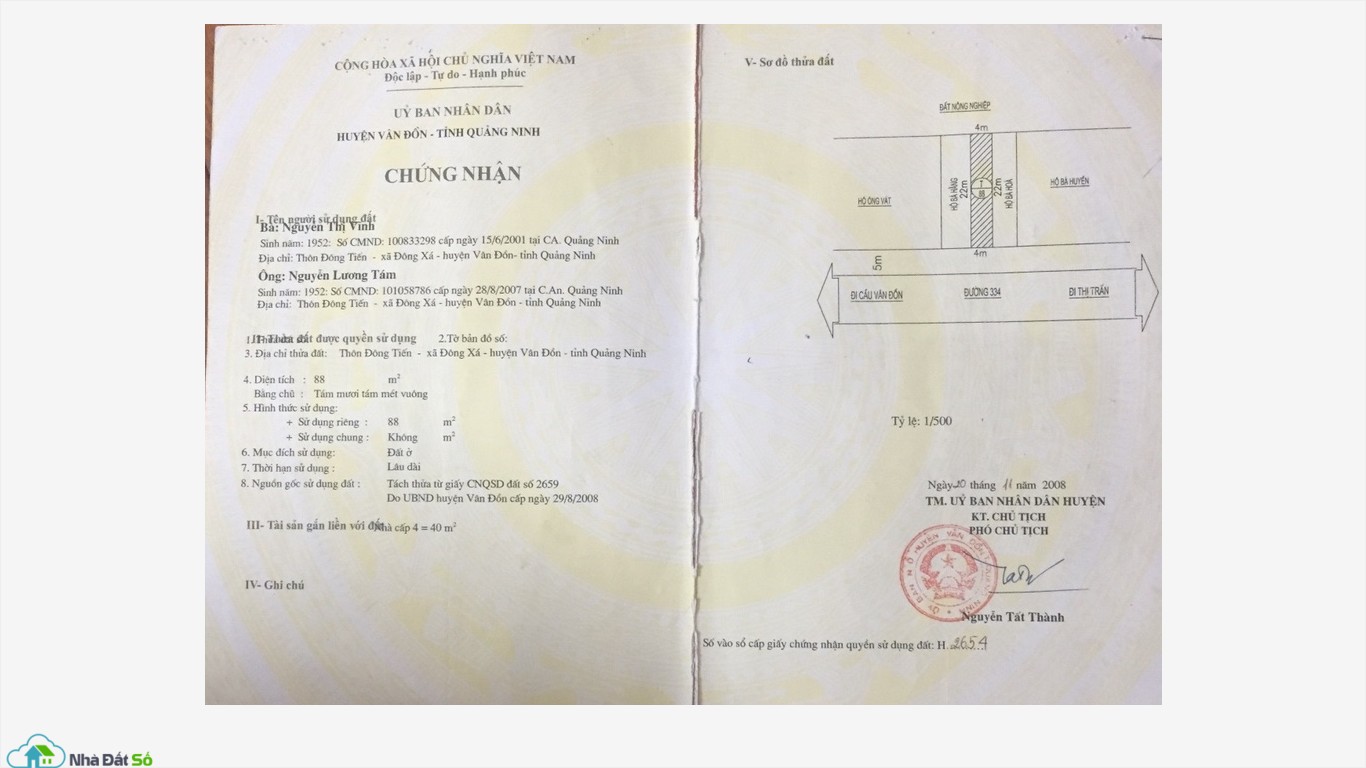 CỘNG HÒA XÃ HỘI CHỦ NGHĨA VIỆT NAM
Độc lập - Tự do - Hạnh phúc
UỶ BAN NHÂN DÂN
HUYỆN VÂN ĐỒN - TỈNH QUẢNG NINH
CHỨNG NHẬN
I- Tên người sử dụng đất
Bà: Nguyễn Thị Vinh
Sinh năm: 1952: Số CMND: 100833298 cấp ngày 15/6/2001 tại CA. Quảng Ninh
Địa chỉ: Thôn Đông Tiến - xã Đông Xá - huyện Vân Đồn- tỉnh Quảng Ninh
Ông: Nguyễn Lương Tám
Sinh năm: 1952: Số CMND: 101058786 cấp ngày 28/8/2007 tại C.An. Quảng Ninh
Địa chỉ: Thôn Đông Tiến - xã Đông Xá - huyện Vân Đồn - tỉnh Quảng Ninh
II- Thửa đất được quyền sử dụng 2.Tờ bản đồ số:
3. Địa chỉ thửa đất: Thôn Đông Tiến - xã Đông Xá - huyện Vân Đồn - tỉnh Quảng Ninh
4. Diện tích : 88 m²
Bằng chữ : Tám mươi tám mét vuông
5. Hình thức sử dụng:
+ Sử dụng riêng : 88 m²
+ Sử dụng chung : Không m²
6. Mục đích sử dụng: Đất ở
7. Thời hạn sử dụng : Lâu dài
8. Nguồn gốc sử dụng đất : Tách thửa từ giấy CNQSD đất số 2659
Do UBND huyện Vân Đồn cấp ngày 29/8/2008
III- Tài sản gắn liền với đất Nhà cấp 4 = 40 m²
IV- Ghi chú
V- Sơ đồ thửa đất
ĐẤT NÔNG NGHIỆP
4m
HỘ ÔNG VÁT
HỘ BÀ HẰNG
22m
T
88
22m
HỘ BÀ HOÀ
HỘ BÀ HUYỀN
4m
5m
ĐI CẦU VÂN ĐỒN
ĐƯỜNG 334
ĐI THỊ TRẤN
Tỷ lệ: 1/500
Ngày 20 tháng 11 năm 2008
TM. UỶ BAN NHÂN DÂN HUYỆN
KT. CHỦ TỊCH
PHÓ CHỦ TỊCH
Nguyễn Tất Thành
Số vào sổ cấp giấy chứng nhận quyền sử dụng đất: H.2654
Nhà Đất Số